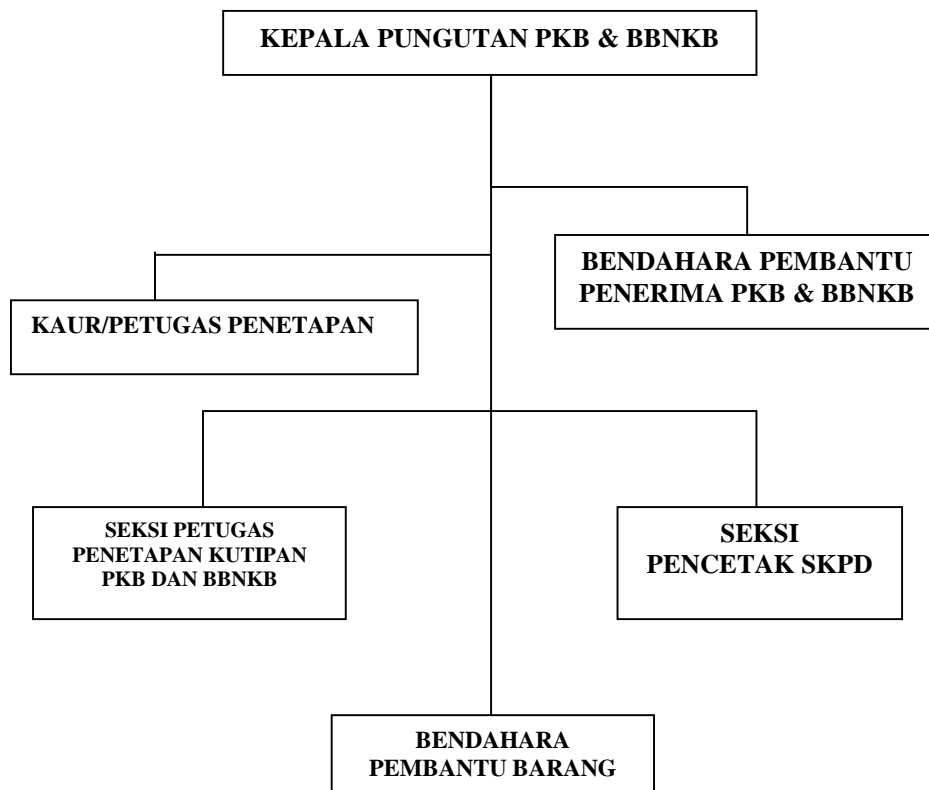 KEPALA PUNGUTAN PKB & BBNKB
BENDAHARA PEMBANTU
PENERIMA PKB & BBNKB
KAUR/PETUGAS PENETAPAN
SEKSI PETUGAS
PENETAPAN KUTIPAN
PKB DAN BBNKB
SEKSI
PENCETAK SKPD
BENDAHARA
PEMBANTU BARANG